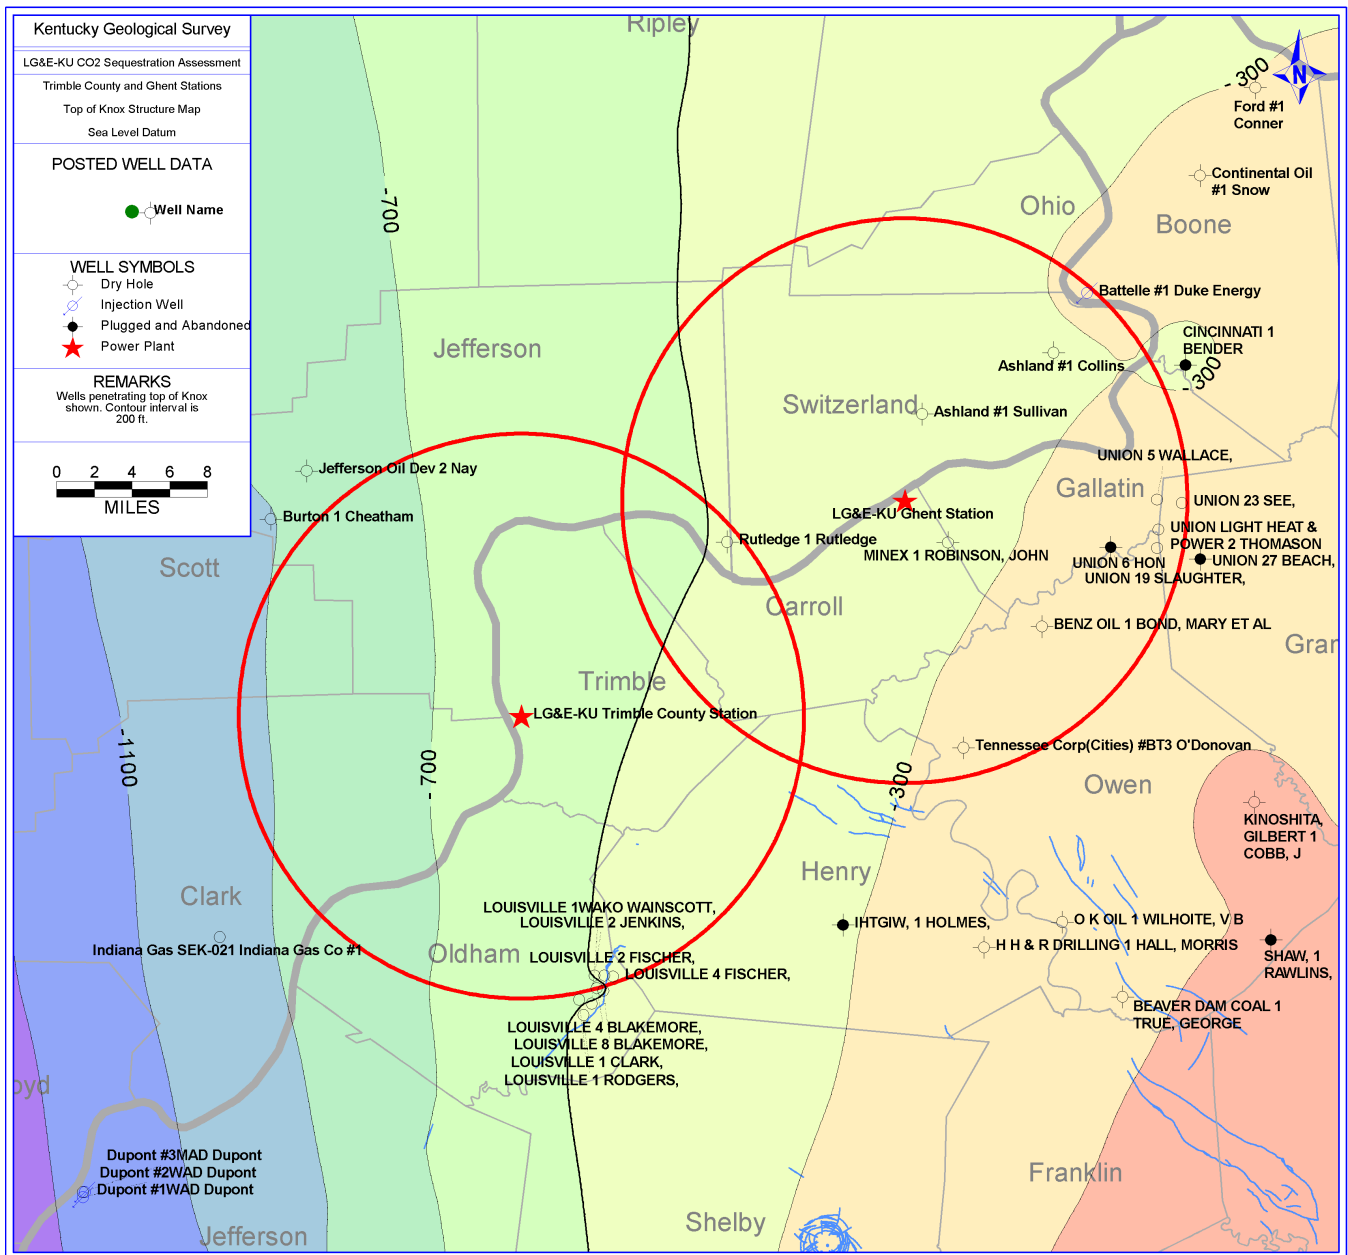 Kentucky Geological Survey
LG&E-KU CO2 Sequestration Assessment
Trimble County and Ghent Stations
Top of Knox Structure Map
Sea Level Datum
POSTED WELL DATA
Well Name
WELL SYMBOLS
Dry Hole
Injection Well
Plugged and Abandoned
Power Plant
REMARKS
Wells penetrating top of Knox
shown. Contour interval is
200 ft.
0 2 4 6 8
MILES
Ripley
N
-300
Ford #1
Conner
Continental Oil
#1 Snow
-700
Ohio
Boone
Battelle #1 Duke Energy
CINCINNATI 1
BENDER
Jefferson
Ashland #1 Collins
-300
Switzerland
Ashland #1 Sullivan
UNION 5 WALLACE,
Jefferson Oil Dev 2 Nay
Gallatin
UNION 23 SEE,
Burton 1 Cheatham
LG&E-KU Ghent Station
UNION LIGHT HEAT &
POWER 2 THOMASON
Rutledge 1 Rutledge
MINEX 1 ROBINSON, JOHN
UNION 6 HON
UNION 27 BEACH,
Scott
UNION 19 SLAUGHTER,
Carroll
BENZ OIL 1 BOND, MARY ET AL
Gran
Trimble
LG&E-KU Trimble County Station
-1100
-700
Tennessee Corp(Cities) #BT3 O'Donovan
-300
Owen
KINOSHITA,
GILBERT 1
COBB, J
Henry
Clark
LOUISVILLE 1WAKO WAINSCOTT,
LOUISVILLE 2 JENKINS,
IHTGIW, 1 HOLMES,
O K OIL 1 WILHOITE, V B
Indiana Gas SEK-021 Indiana Gas Co #1
Oldham
LOUISVILLE 2 FISCHER,
H H & R DRILLING 1 HALL, MORRIS
SHAW, 1
RAWLINS,
LOUISVILLE 4 FISCHER,
BEAVER DAM COAL 1
TRUE, GEORGE
LOUISVILLE 4 BLAKEMORE,
LOUISVILLE 8 BLAKEMORE,
LOUISVILLE 1 CLARK,
LOUISVILLE 1 RODGERS,
oyd
Dupont #3MAD Dupont
Dupont #2WAD Dupont
Dupont #1WAD Dupont
Franklin
Shelby
Jefferson